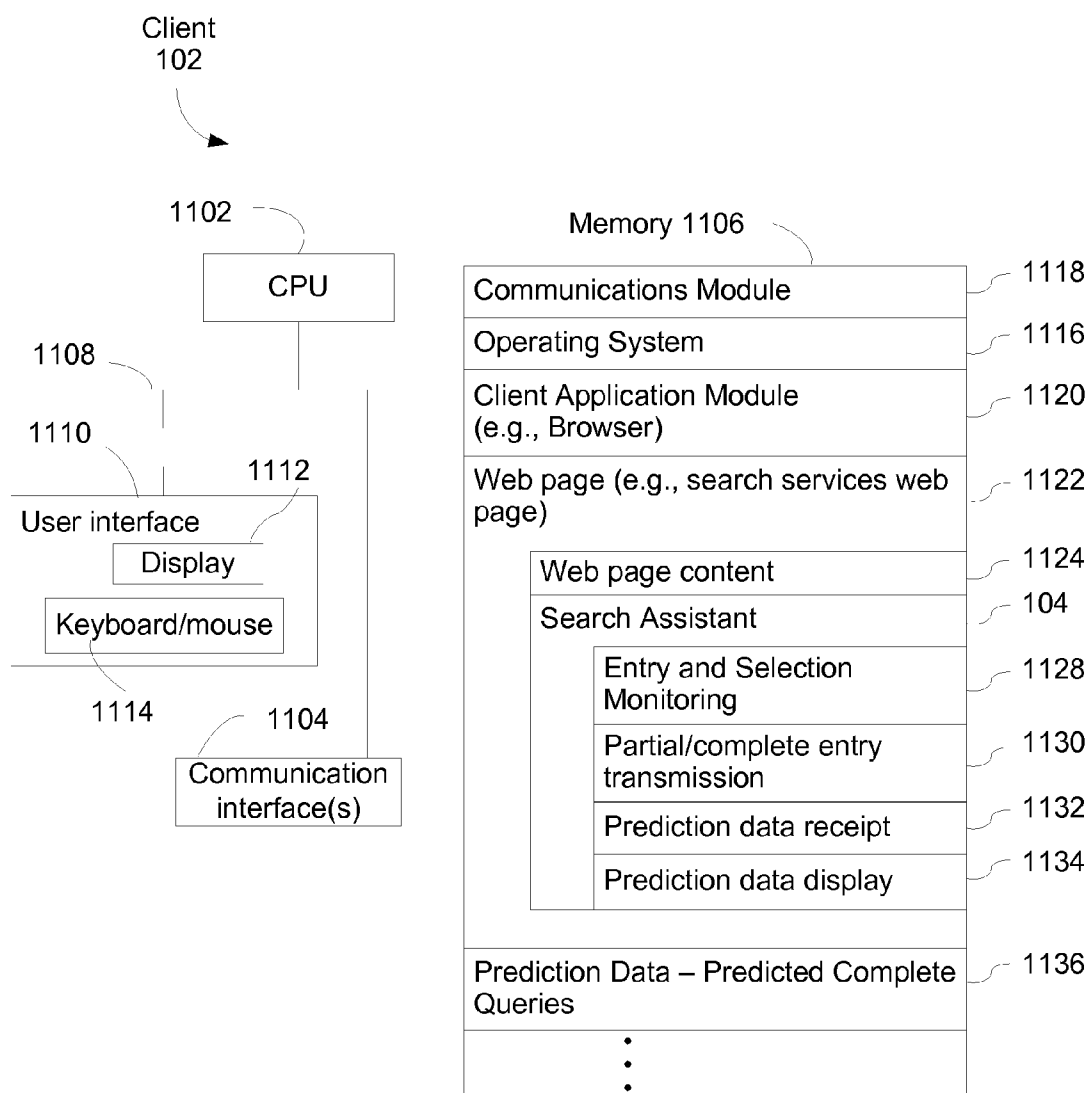 Client
102
1102
CPU
1108
1110
1112
User interface
Display
Keyboard/mouse
1114
1104
Communication
interface(s)
Memory 1106
Communications Module
1118
Operating System
1116
Client Application Module
(e.g., Browser)
1120
Web page (e.g., search services web
page)
1122
Web page content
1124
Search Assistant
104
Entry and Selection
Monitoring
1128
Partial/complete entry
transmission
1130
Prediction data receipt
1132
Prediction data display
1134
Prediction Data – Predicted Complete
Queries
1136